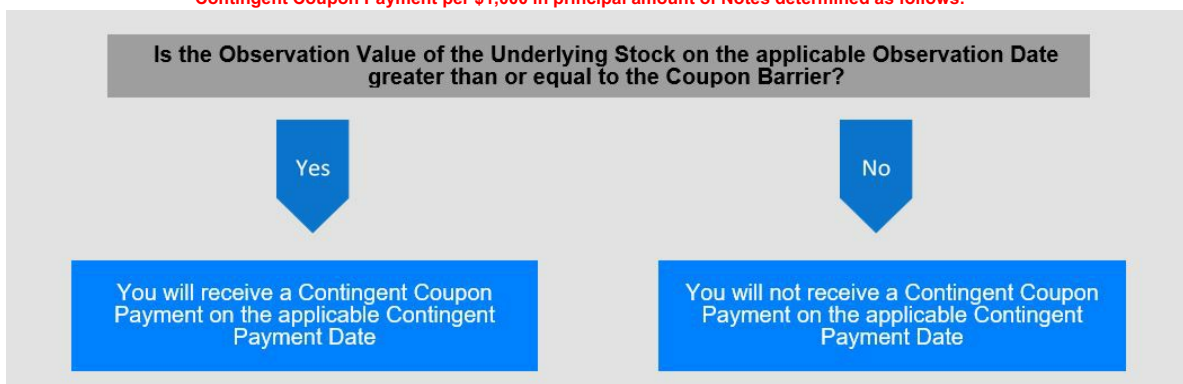 Contingent Coupon Payment per $1,000 in principal amount of Notes determined as follows:
Is the Observation Value of the Underlying Stock on the applicable Observation Date
greater than or equal to the Coupon Barrier?
Yes
No
You will receive a Contingent Coupon
Payment on the applicable Contingent
Payment Date
You will not receive a Contingent Coupon
Payment on the applicable Contingent
Payment Date